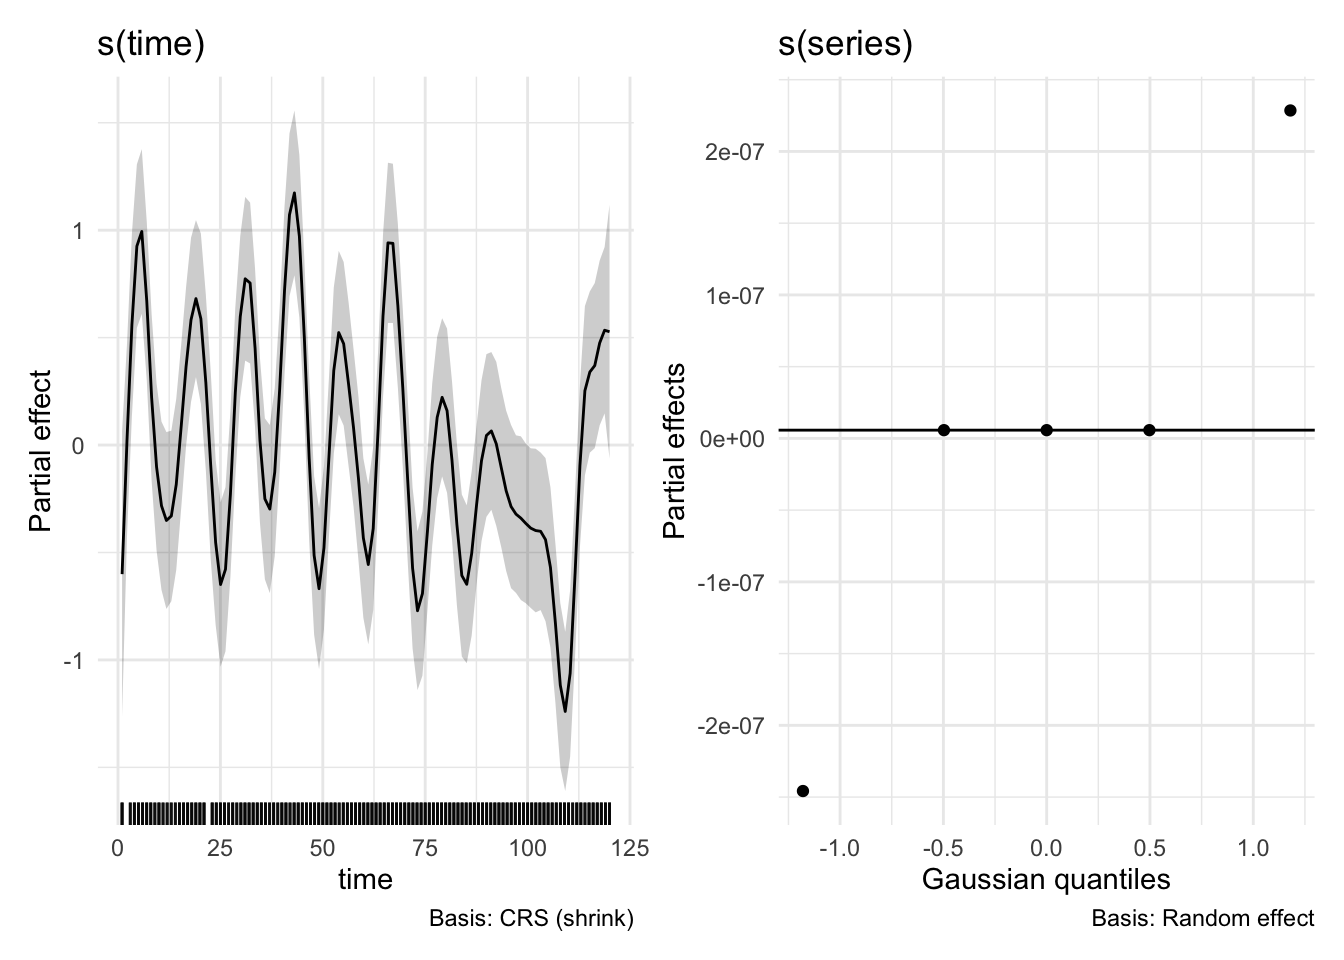 s(time)
Partial effect
1
0
-1
0
25
50
75
100
125
time
Basis: CRS (shrink)
s(series)
Partial effects
2e-07
1e-07
0e+00
-1e-07
-2e-07
-1.0
-0.5
0.0
0.5
1.0
Gaussian quantiles
Basis: Random effect